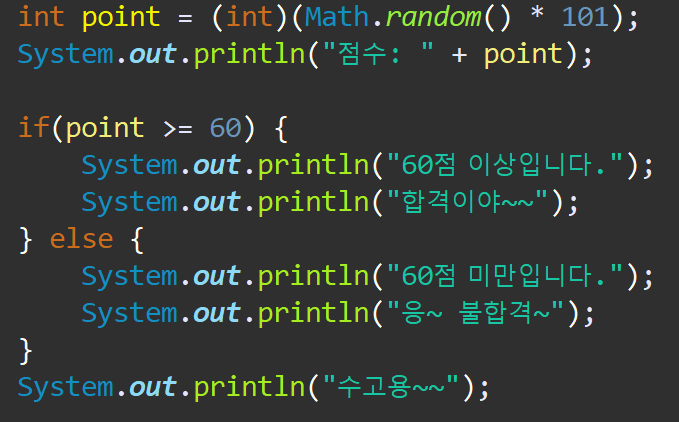 int point = (int)(Math.random() * 101);
System.out.println("점수: " + point);

if(point >= 60) {
    System.out.println("60점 이상입니다.");
    System.out.println("합격이야~~");
} else {
    System.out.println("60점 미만입니다.");
    System.out.println("응~ 불합격~");
}
System.out.println("수고용~~");